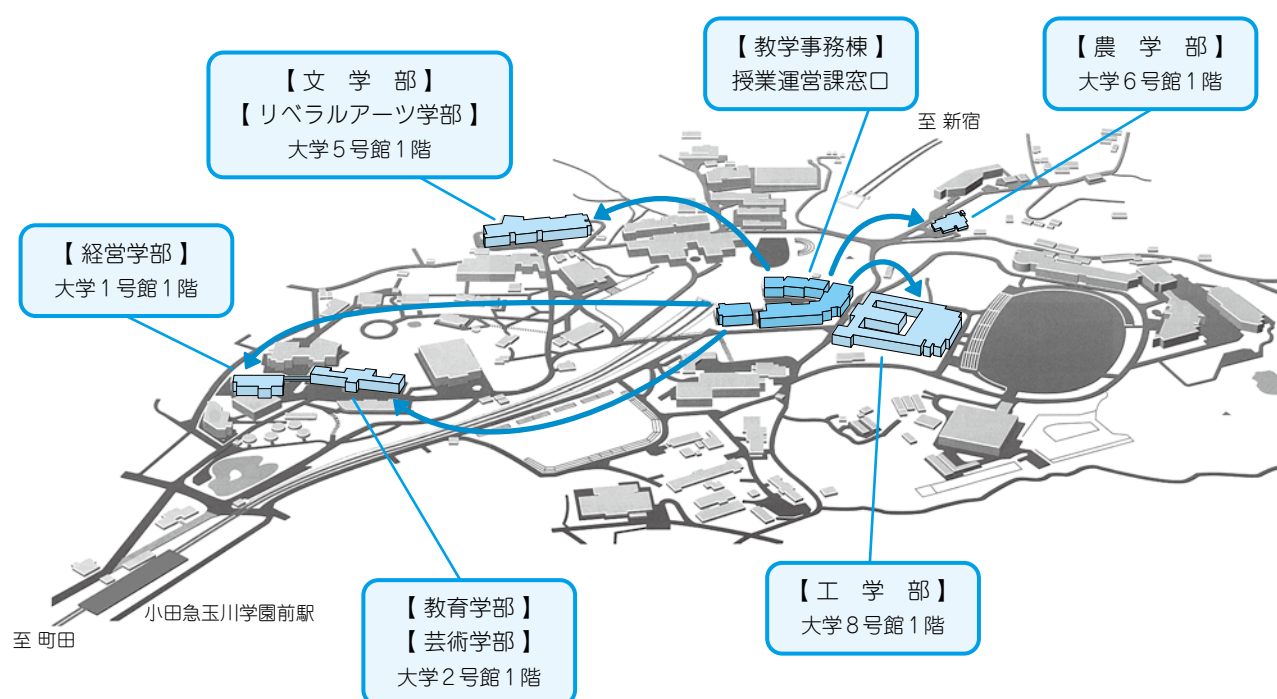 【 教学事務棟 】
授業運営課窓口
【 農　学　部 】
大学６号館１階
【 文　学　部 】
【 リベラルアーツ学部 】
大学５号館１階
至 新宿
【 経営学部 】
大学１号館１階
【 工　学　部 】
大学８号館１階
【 教育学部 】
【 芸術学部 】
大学２号館１階
小田急玉川学園前駅
至 町田